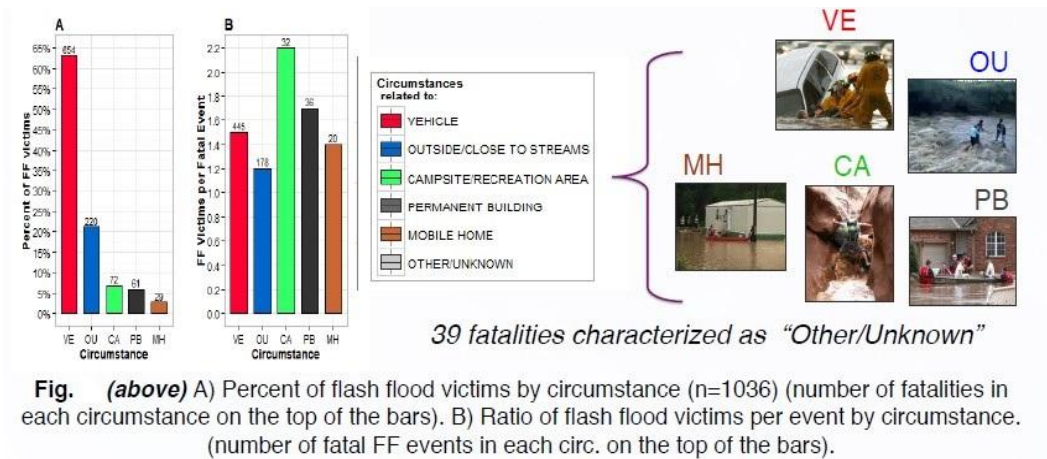 A
B
VE
OU
MH
CA
PB
Percent of FF victims
65%
60%
55%
50%
45%
40%
35%
30%
25%
20%
15%
10%
5%
0%
654
220
72
61
29
VE OU CA PB MH
Circumstance
FF Victims per Fatal Event
2.2
2.0
1.8
1.6
1.4
1.2
1.0
0.8
0.6
0.4
0.2
0.0
445
178
32
36
20
VE OU CA PB MH
Circumstance
Circumstances
related to:
VEHICLE
OUTSIDE/CLOSE TO STREAMS
CAMPSITE/RECREATION AREA
PERMANENT BUILDING
MOBILE HOME
OTHER/UNKNOWN
39 fatalities characterized as “Other/Unknown”
Fig. (above) A) Percent of flash flood victims by circumstance (n=1036) (number of fatalities in
each circumstance on the top of the bars). B) Ratio of flash flood victims per event by circumstance.
(number of fatal FF events in each circ. on the top of the bars).